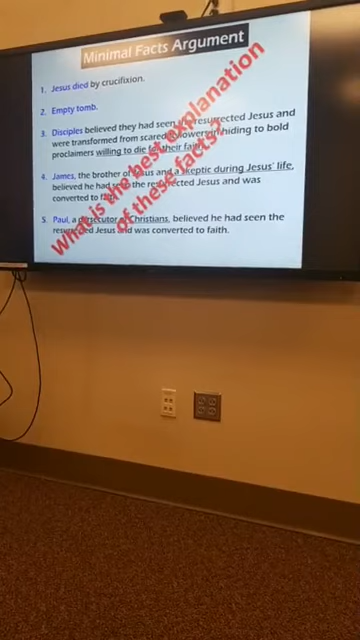 Minimal Facts Argument
1. Jesus died by crucifixion.
2. Empty tomb.
3. Disciples believed they had seen resurrected Jesus and
were transformed from scared hiding to bold
proclaimers willing to die for their faith.
4. James, the brother of Jesus and a skeptic during Jesus' life,
believed he had seen the resurrected Jesus and was
converted to
5. Paul, a persecutor of Christians, believed he had seen the
resurrected Jesus and was converted to faith.
What is the best explanation
of these facts?